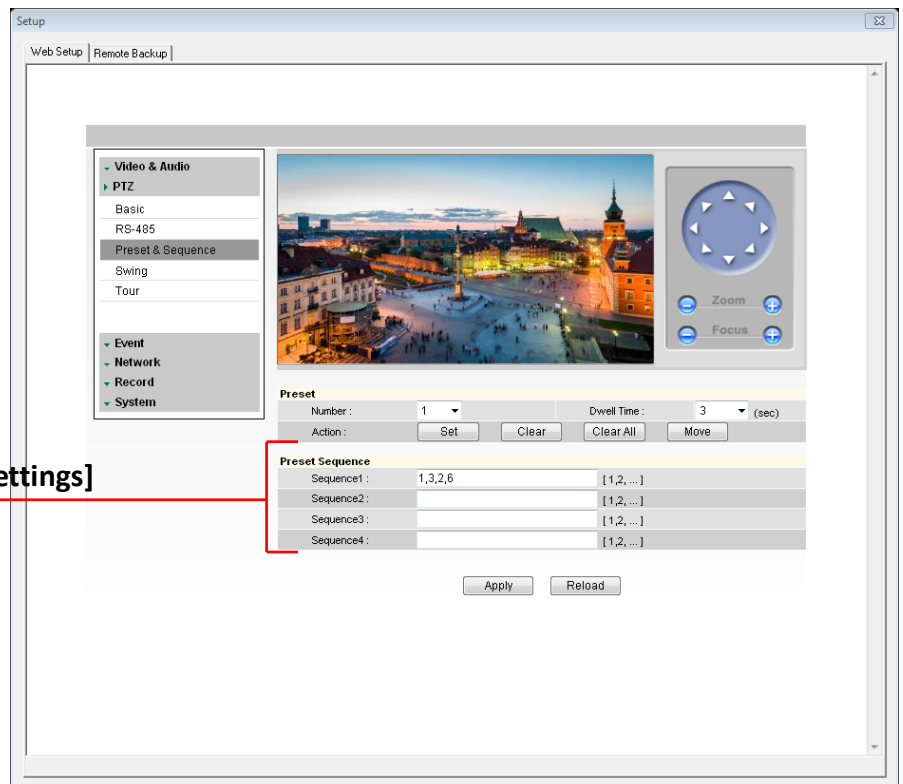 Setup
Web Setup Remote Backup
Video & Audio
PTZ
Basic
RS-485
Preset & Sequence
Swing
Tour
Event
Network
Record
System
Zoom
Focus
Preset
Number : 1 Dwell Time : 3 (sec)
Action : Set Clear Clear All Move
Preset Sequence
ettings]
Sequence1 : 1,3,2,6 [ 1,2, ... ]
Sequence2 : [ 1,2, ... ]
Sequence3 : [ 1,2, ... ]
Sequence4 : [ 1,2, ... ]
Apply Reload